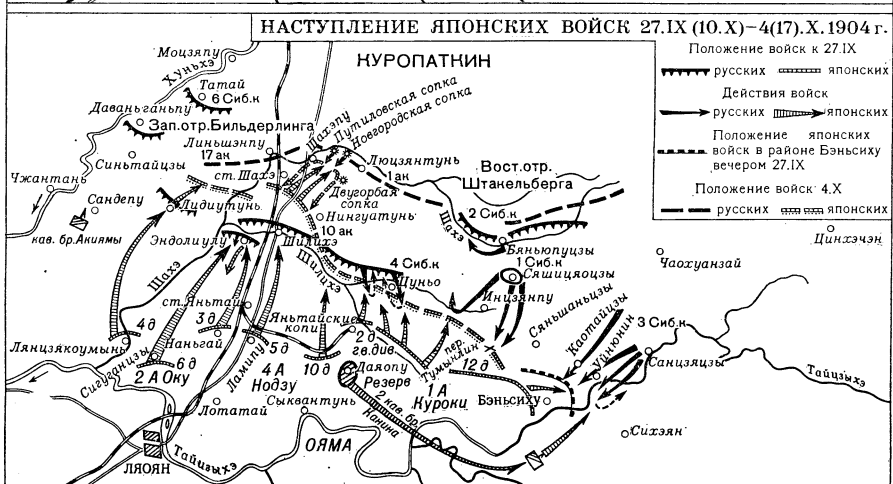 НАСТУПЛЕНИЕ ЯПОНСКИХ ВОЙСК 27.IX (10.X)–4(17).X.1904 г.
Положение войск к 27.IX
русских
японских
Действия войск
русских
японских
Положение японских
войск в районе Бэньсиху
вечером 27.IX
Положение войск 4.X
русских
японских
КУРОПАТКИН
Моцзяпу
Хуньхэ
Татай
6 Сиб.к
Даваньганьпу
Зап.отр.Бильдерлинга
Линьшэнпу
17 ак
Шахэпу
Путиловская сопка
Новгородская сопка
Синьтайцзы
ст.Шахэ
Люцзянтунь
1 ак
Вост.отр.
Штакельберга
Чжантань
Сандепу
Лидиутунь
Двугорбая
сопка
Нингуатунь
10 ак
кав. бр.Акиямы
Эндолиулу
Шилихэ
Шахэ
2 Сиб.к
Бяньюпуцзы
Цинхэчэн
Чаохуанзай
Шахэ
Шилихэ
4 Сиб.к
Цуньо
1 Сиб.к
Сяшицяоцзы
Инцзянпу
ст.Яньтай
Яньтайские
копи
3 д
4 д
Лянцзякоумынь
Наньгай
Сяньшаньцзы
Каотайцзы
Уйнюнин
3 Сиб.к
Санцзяцзы
Тайцзыхэ
Сигуганизы
6 д
2 А Оку
Ламипу
5 д
4 А
Нодзу
10 д
2 д
гв.див.
пер.
Тумынлин
12 д
Даяопу
Резерв
1 А
Куроки
2 кав. бр.
Канина
Бэньсиху
Лотатай
Сыквантунь
Сихэян
ОЯМА
ЛЯОЯН
Тайцзыхэ